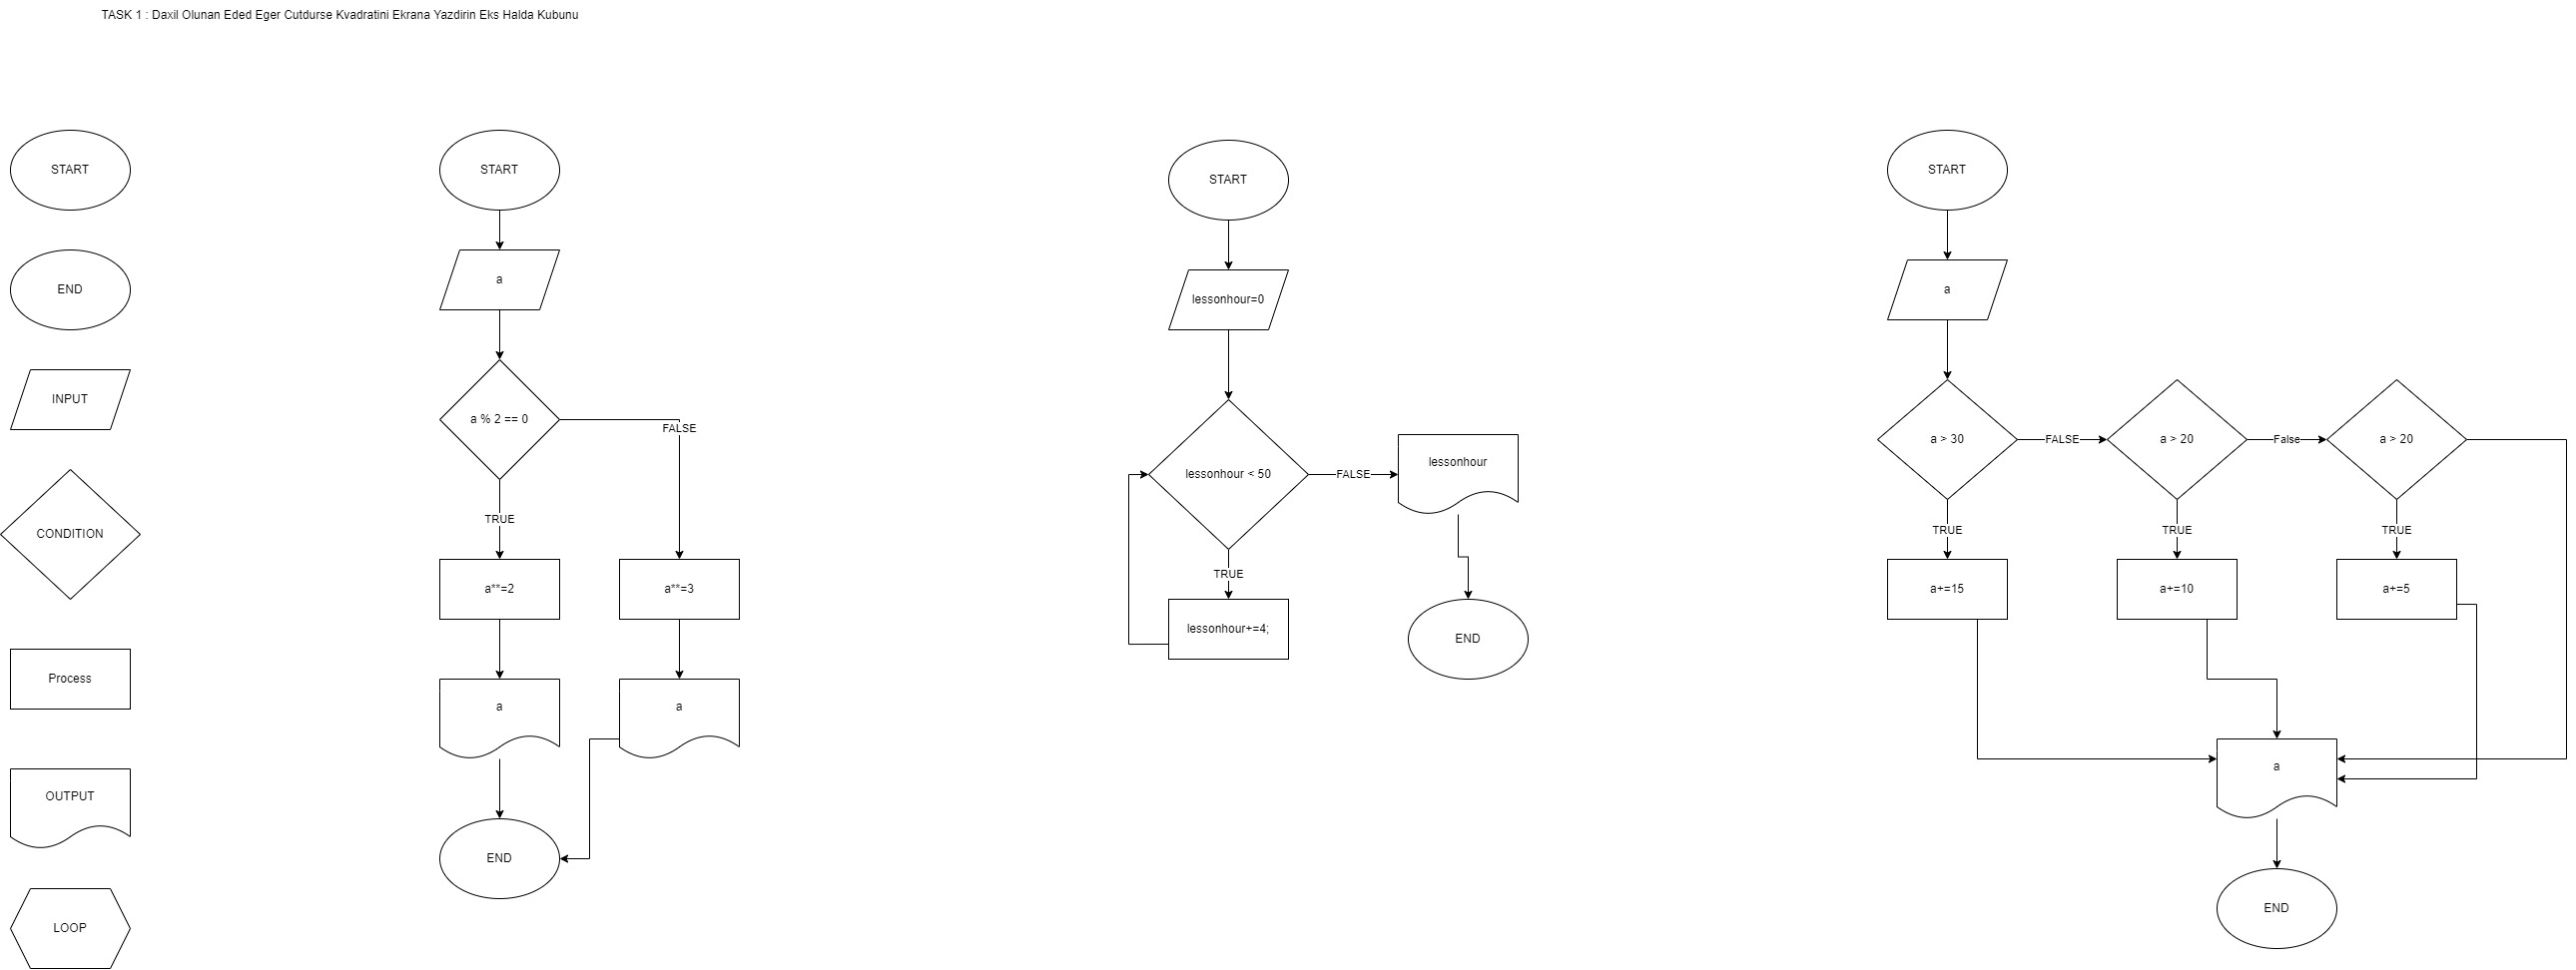 TASK 1 : Daxil Olunan Eded Eger Cutdurse Kvadratini Ekrana Yazdirin Eks Halda Kubunu
START
END
INPUT
CONDITION
Process
OUTPUT
LOOP
START
a
a % 2 == 0
FALSE
TRUE
a**=2
a**=3
a
a
END
START
lessonhour=0
lessonhour < 50
FALSE
lessonhour
TRUE
lessonhour+=4;
END
START
a
a > 30
FALSE
a > 20
False
a > 20
TRUE
TRUE
TRUE
a+=15
a+=10
a+=5
a
END